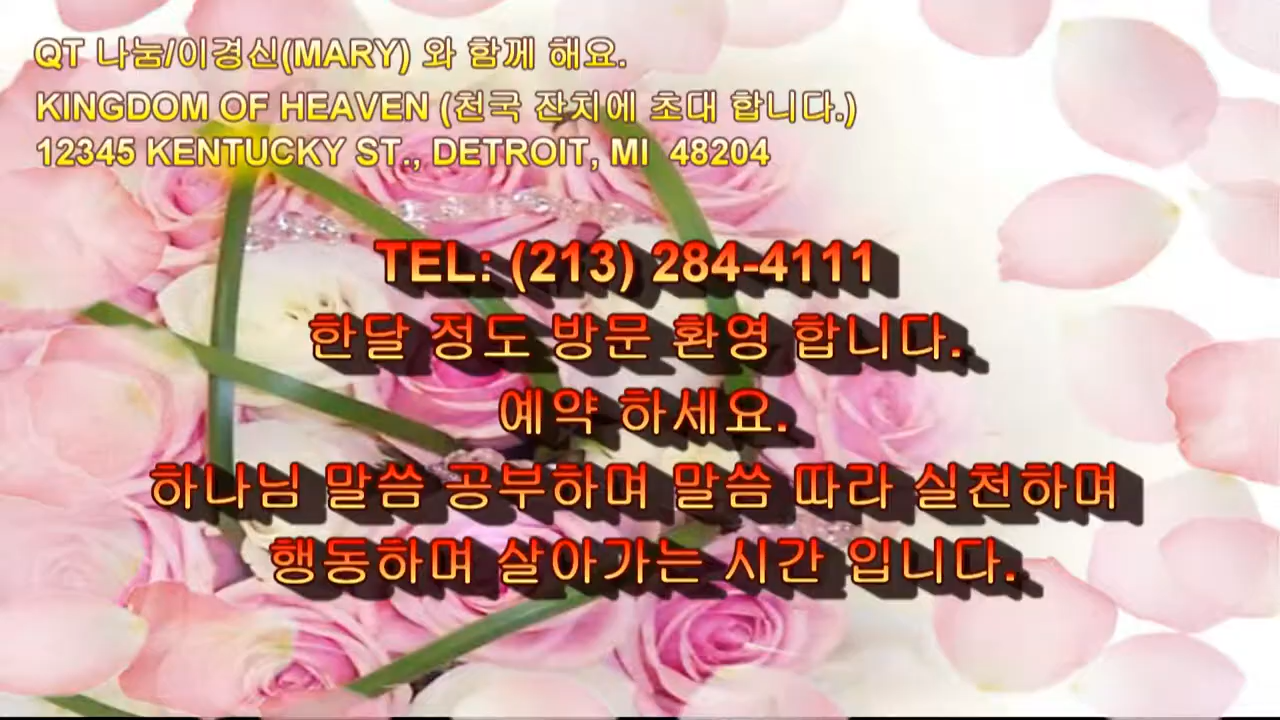 QT 나눔/이경신(MARY) 와 함께 해요.
KINGDOM OF HEAVEN (천국 잔치에 초대 합니다.)
12345 KENTUCKY ST., DETROIT, MI 48204
TEL: (213) 284-4111
한달 정도 방문 환영 합니다.
예약 하세요.
하나님 말씀 공부하며 말씀 따라 실천하며
행동하며 살아가는 시간 입니다.